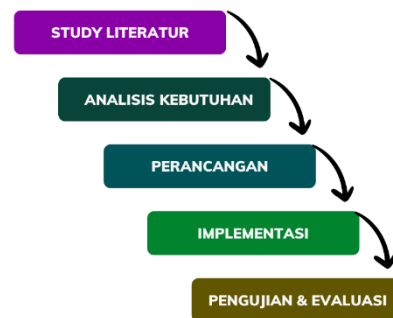 STUDY LITERATUR
ANALISIS KEBUTUHAN
PERANCANGAN
IMPLEMENTASI
PENGUJIAN & EVALUASI